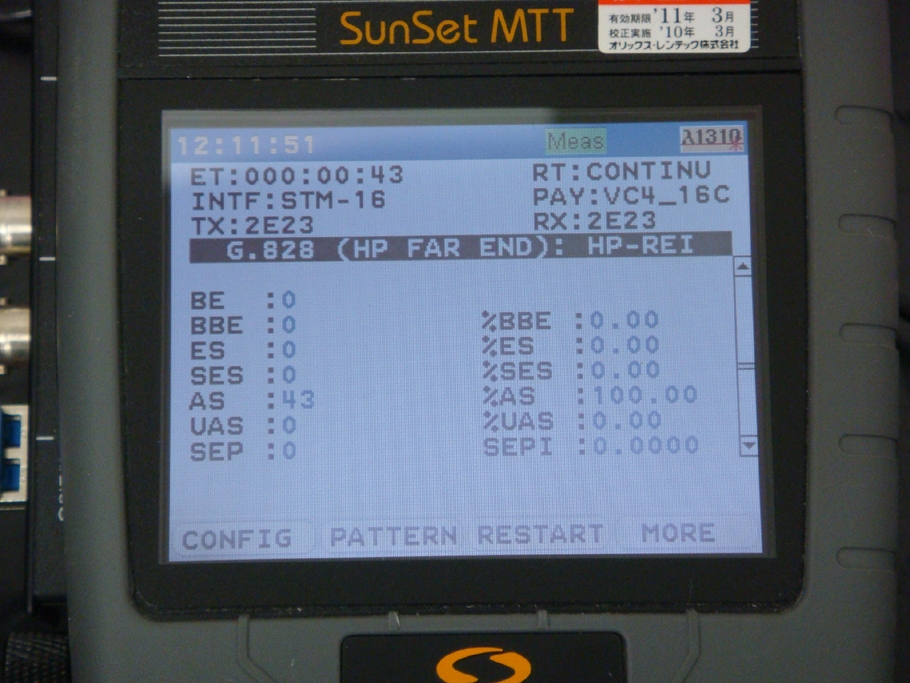 SunSet MTT
有効期限 '11年 3月
校正実施 '10年 3月
オリックス・レンテック株式会社
12:11:51 Meas λ1310
ET:000:00:43 RT:CONTINU
INTF:STM-16 PAY:VC4_16C
TX:2E23 RX:2E23
G.828 (HP FAR END): HP-REI
BE :0
BBE :0 %BBE :0.00
ES :0 %ES :0.00
SES :0 %SES :0.00
AS :43 %AS :100.00
UAS :0 %UAS :0.00
SEP :0 SEPI :0.0000
CONFIG PATTERN RESTART MORE